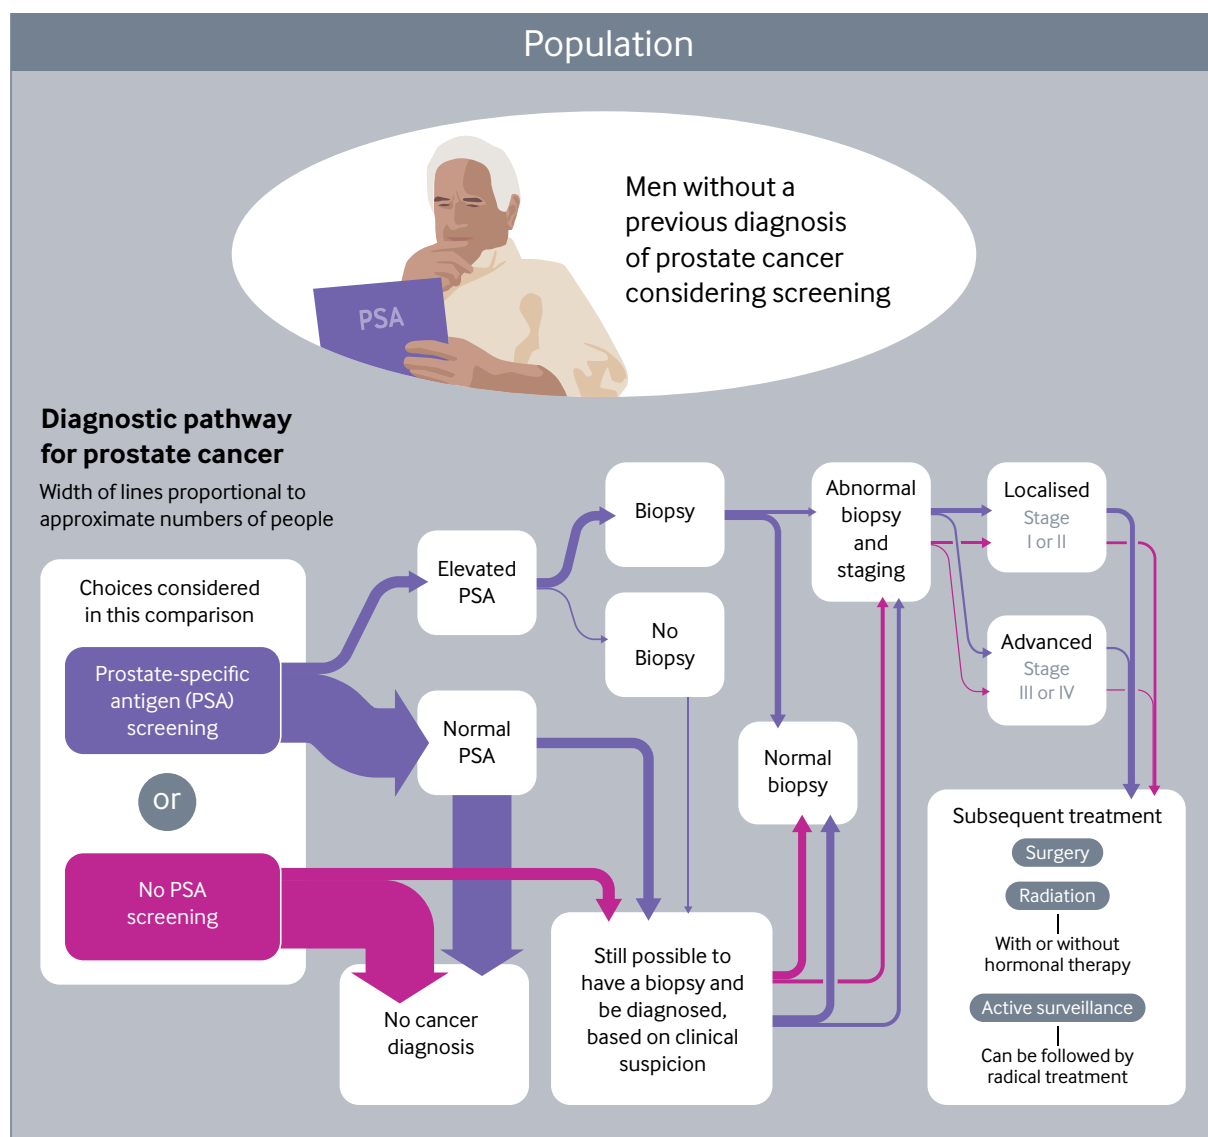 Population
Men without a
previous diagnosis
of prostate cancer
considering screening
PSA
Diagnostic pathway
for prostate cancer
Width of lines proportional to
approximate numbers of people
Choices considered
in this comparison
Prostate-specific
antigen (PSA)
screening
or
No PSA
screening
Elevated
PSA
Normal
PSA
No cancer
diagnosis
Biopsy
No
Biopsy
Still possible to
have a biopsy and
be diagnosed,
based on clinical
suspicion
Normal
biopsy
Abnormal
biopsy
and
staging
Localised
Stage
I or II
Advanced
Stage
III or IV
Subsequent treatment
Surgery
Radiation
With or without
hormonal therapy
Active surveillance
Can be followed by
radical treatment